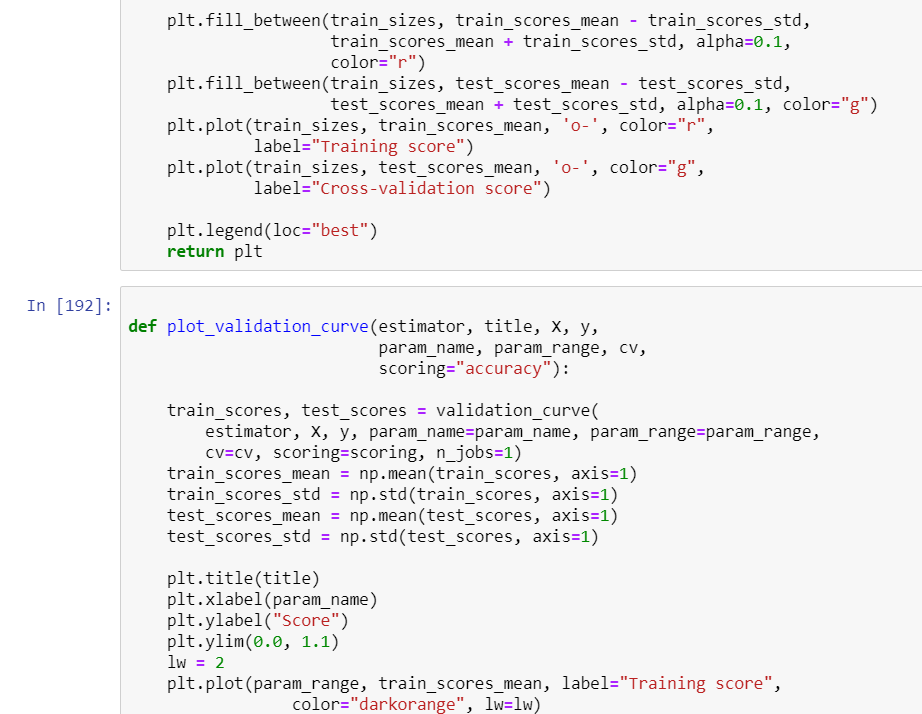 plt.fill_between(train_sizes, train_scores_mean - train_scores_std,
                 train_scores_mean + train_scores_std, alpha=0.1,
                 color="r")
plt.fill_between(train_sizes, test_scores_mean - test_scores_std,
                 test_scores_mean + test_scores_std, alpha=0.1, color="g")
plt.plot(train_sizes, train_scores_mean, 'o-', color="r",
         label="Training score")
plt.plot(train_sizes, test_scores_mean, 'o-', color="g",
         label="Cross-validation score")

plt.legend(loc="best")
return plt

In [192]:
def plot_validation_curve(estimator, title, X, y,
                          param_name, param_range, cv,
                          scoring="accuracy"):

    train_scores, test_scores = validation_curve(
        estimator, X, y, param_name=param_name, param_range=param_range,
        cv=cv, scoring=scoring, n_jobs=1)
    train_scores_mean = np.mean(train_scores, axis=1)
    train_scores_std = np.std(train_scores, axis=1)
    test_scores_mean = np.mean(test_scores, axis=1)
    test_scores_std = np.std(test_scores, axis=1)

    plt.title(title)
    plt.xlabel(param_name)
    plt.ylabel("Score")
    plt.ylim(0.0, 1.1)
    lw = 2
    plt.plot(param_range, train_scores_mean, label="Training score",
                 color="darkorange", lw=lw)